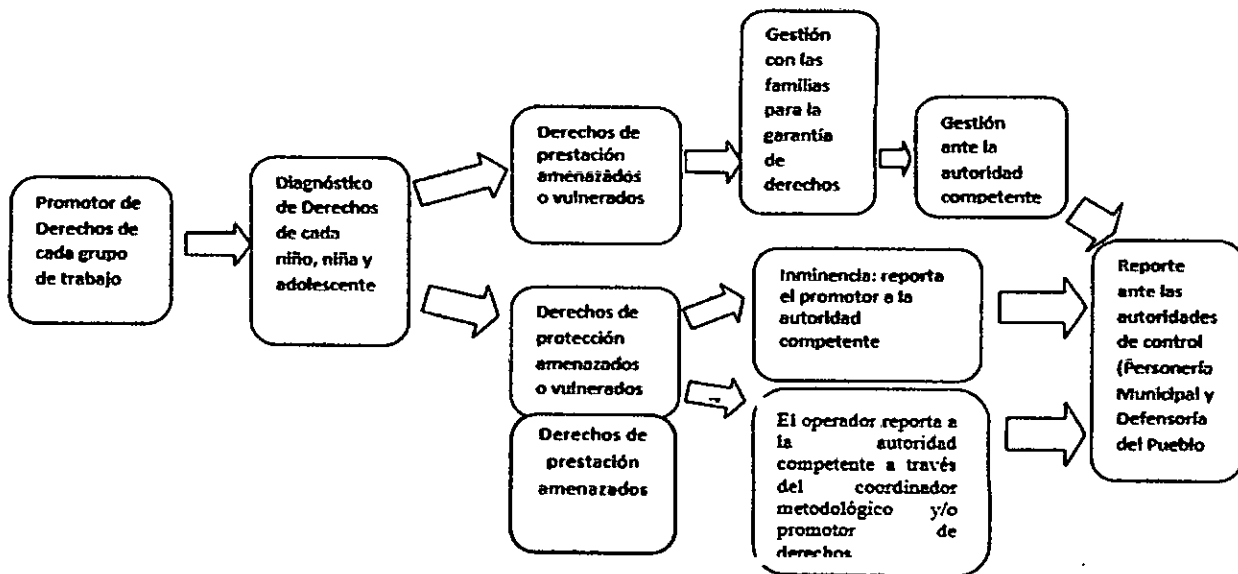 Promotor de
Derechos de
cada grupo
de trabajo
Diagnóstico
de Derechos
de cada
niño, niña y
adolescente
Derechos de
prestación
amenazados
o vulnerados
Gestión
con las
familias
para la
garantía
de
derechos
Gestión
ante la
autoridad
competente
Derechos de
protección
amenazados
o vulnerados
Derechos de
prestación
amenazados
Inminencia: reporta
el promotor a la
autoridad
competente
El operador reporta a
la autoridad
competente a través
del coordinador
metodológico y/o
promotor de
derechos
Reporte
ante las
autoridades
de control
(Personería
Municipal y
Defensoría
del Pueblo